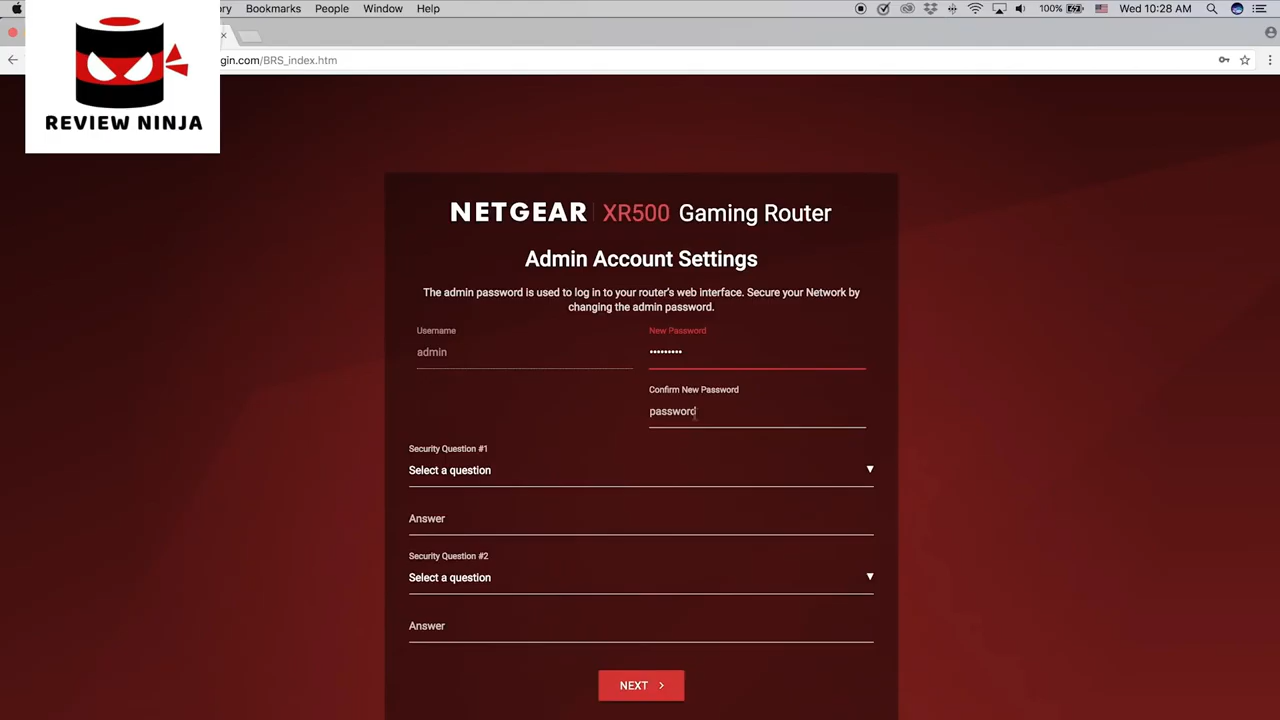 ry Bookmarks People Window Help 100% Wed 10:28 AM
REVIEW NINJA
gin.com/BRS_index.htm
NETGEAR XR500 Gaming Router
Admin Account Settings
The admin password is used to log in to your router's web interface. Secure your Network by
changing the admin password.
Username New Password
admin •••••••••
Confirm New Password
password
Security Question #1
Select a question
Answer
Security Question #2
Select a question
Answer
NEXT >